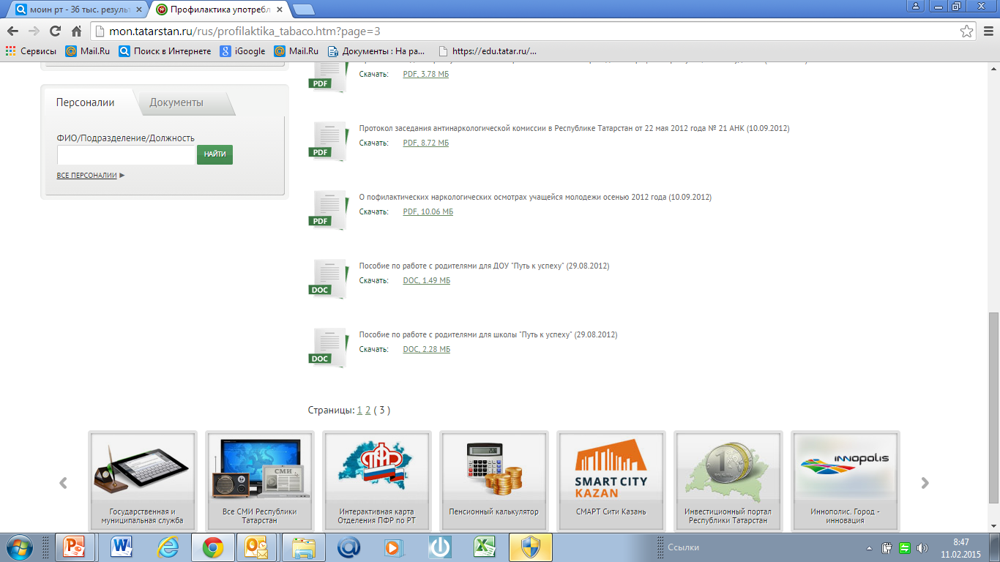 моин рт - 36 тыс. результ
Профилактика употребл
mon.tatarstan.ru/rus/profilaktika_tabaco.htm?page=3
Сервисы
Mail.Ru
Поиск в Интернете
iGoogle
Mail.Ru
Документы : На ра...
https://edu.tatar.ru/...
Персоналии
Документы
ФИО/Подразделение/Должность
НАЙТИ
ВСЕ ПЕРСОНАЛИИ
PDF
Скачать: PDF, 3.78 МБ
Протокол заседания антинаркологической комиссии в Республике Татарстан от 22 мая 2012 года № 21 АНК (10.09.2012)
PDF
Скачать: PDF, 8.72 МБ
О пофилактических наркологических осмотрах учащейся молодежи осенью 2012 года (10.09.2012)
PDF
Скачать: PDF, 10.06 МБ
Пособие по работе с родителями для ДОУ "Путь к успеху" (29.08.2012)
DOC
Скачать: DOC, 1.49 МБ
Пособие по работе с родителями для школы "Путь к успеху" (29.08.2012)
DOC
Скачать: DOC, 2.28 МБ
Страницы: 1 2 ( 3 )
Государственная и
муниципальная служба
СМИ
Все СМИ Республики
Татарстан
Интерактивная карта
Отделения ПФР по РТ
Пенсионный калькулятор
SMART CITY
KAZAN
СМАРТ Сити Казань
Инвестиционный портал
Республики Татарстан
innopolis
Иннополис. Город -
инновация
Ссылки
8:47
11.02.2015